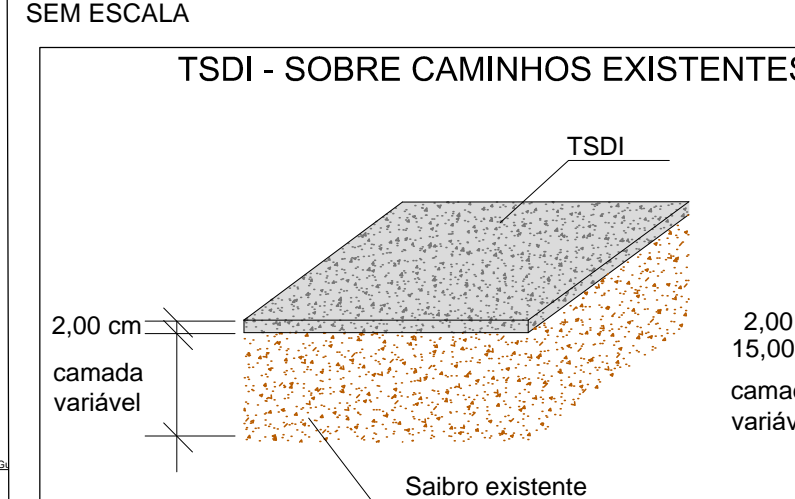 SEM ESCALA
TSDI - SOBRE CAMINHOS EXISTENTES
TSDI
2,00 cm
camada
variável
2,00
15,00
Saibro existente